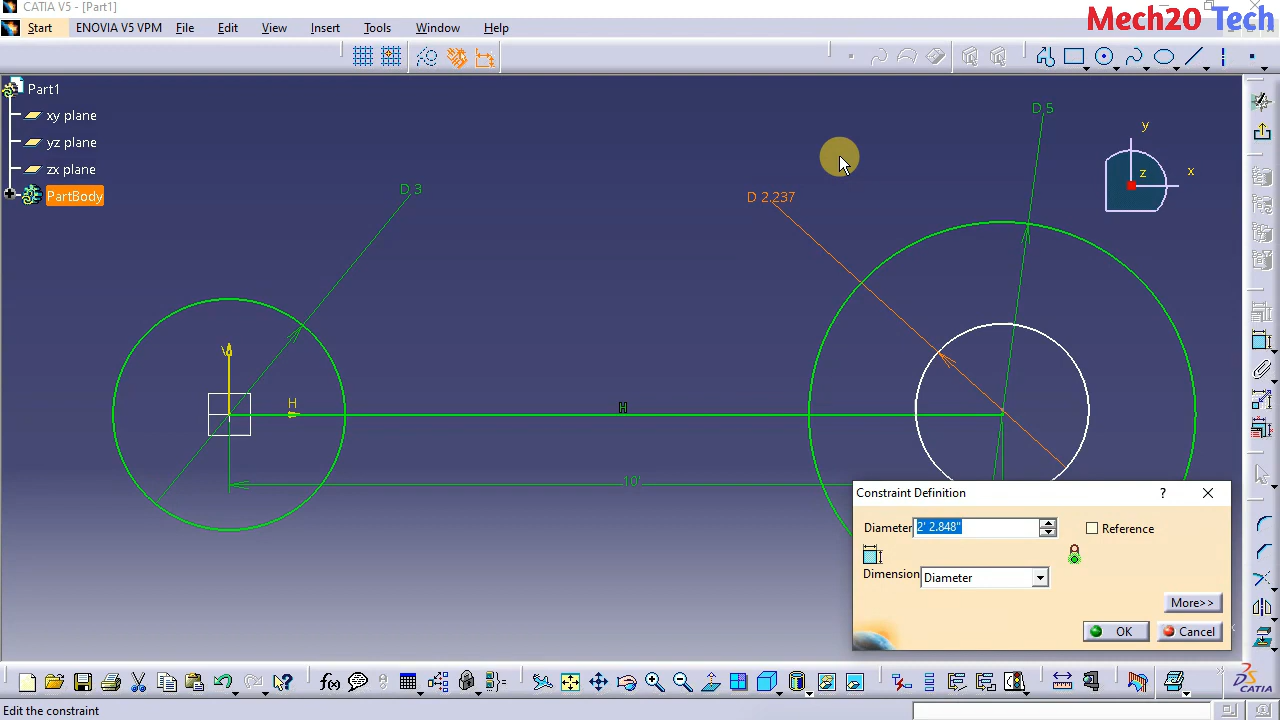 CATIA V5 - [Part1]
Mech20 Tech
Start ENOVIA V5 VPM File Edit View Insert Tools Window Help
Part1
xy plane
yz plane
zx plane
PartBody
D 5
y
x
z
D 3
D 2.237
V
H
H
10'
Constraint Definition ? 
Diameter 2' 2.848" Reference
Dimension Diameter
More>>
OK Cancel
f(x)
CATIA
Edit the constraint